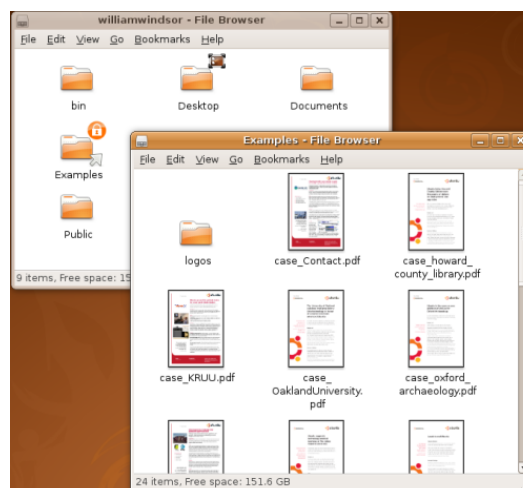 williamwindsor - File Browser
File Edit View Go Bookmarks Help
bin
Desktop
Documents
Examples
Public
9 items, Free space: 15
Examples - File Browser
File Edit View Go Bookmarks Help
logos
case_Contact.pdf
case_howard_
county_library.pdf
case_KRUU.pdf
case_
OaklandUniversity.
pdf
case_oxford_
archaeology.pdf
24 items, Free space: 151.6 GB